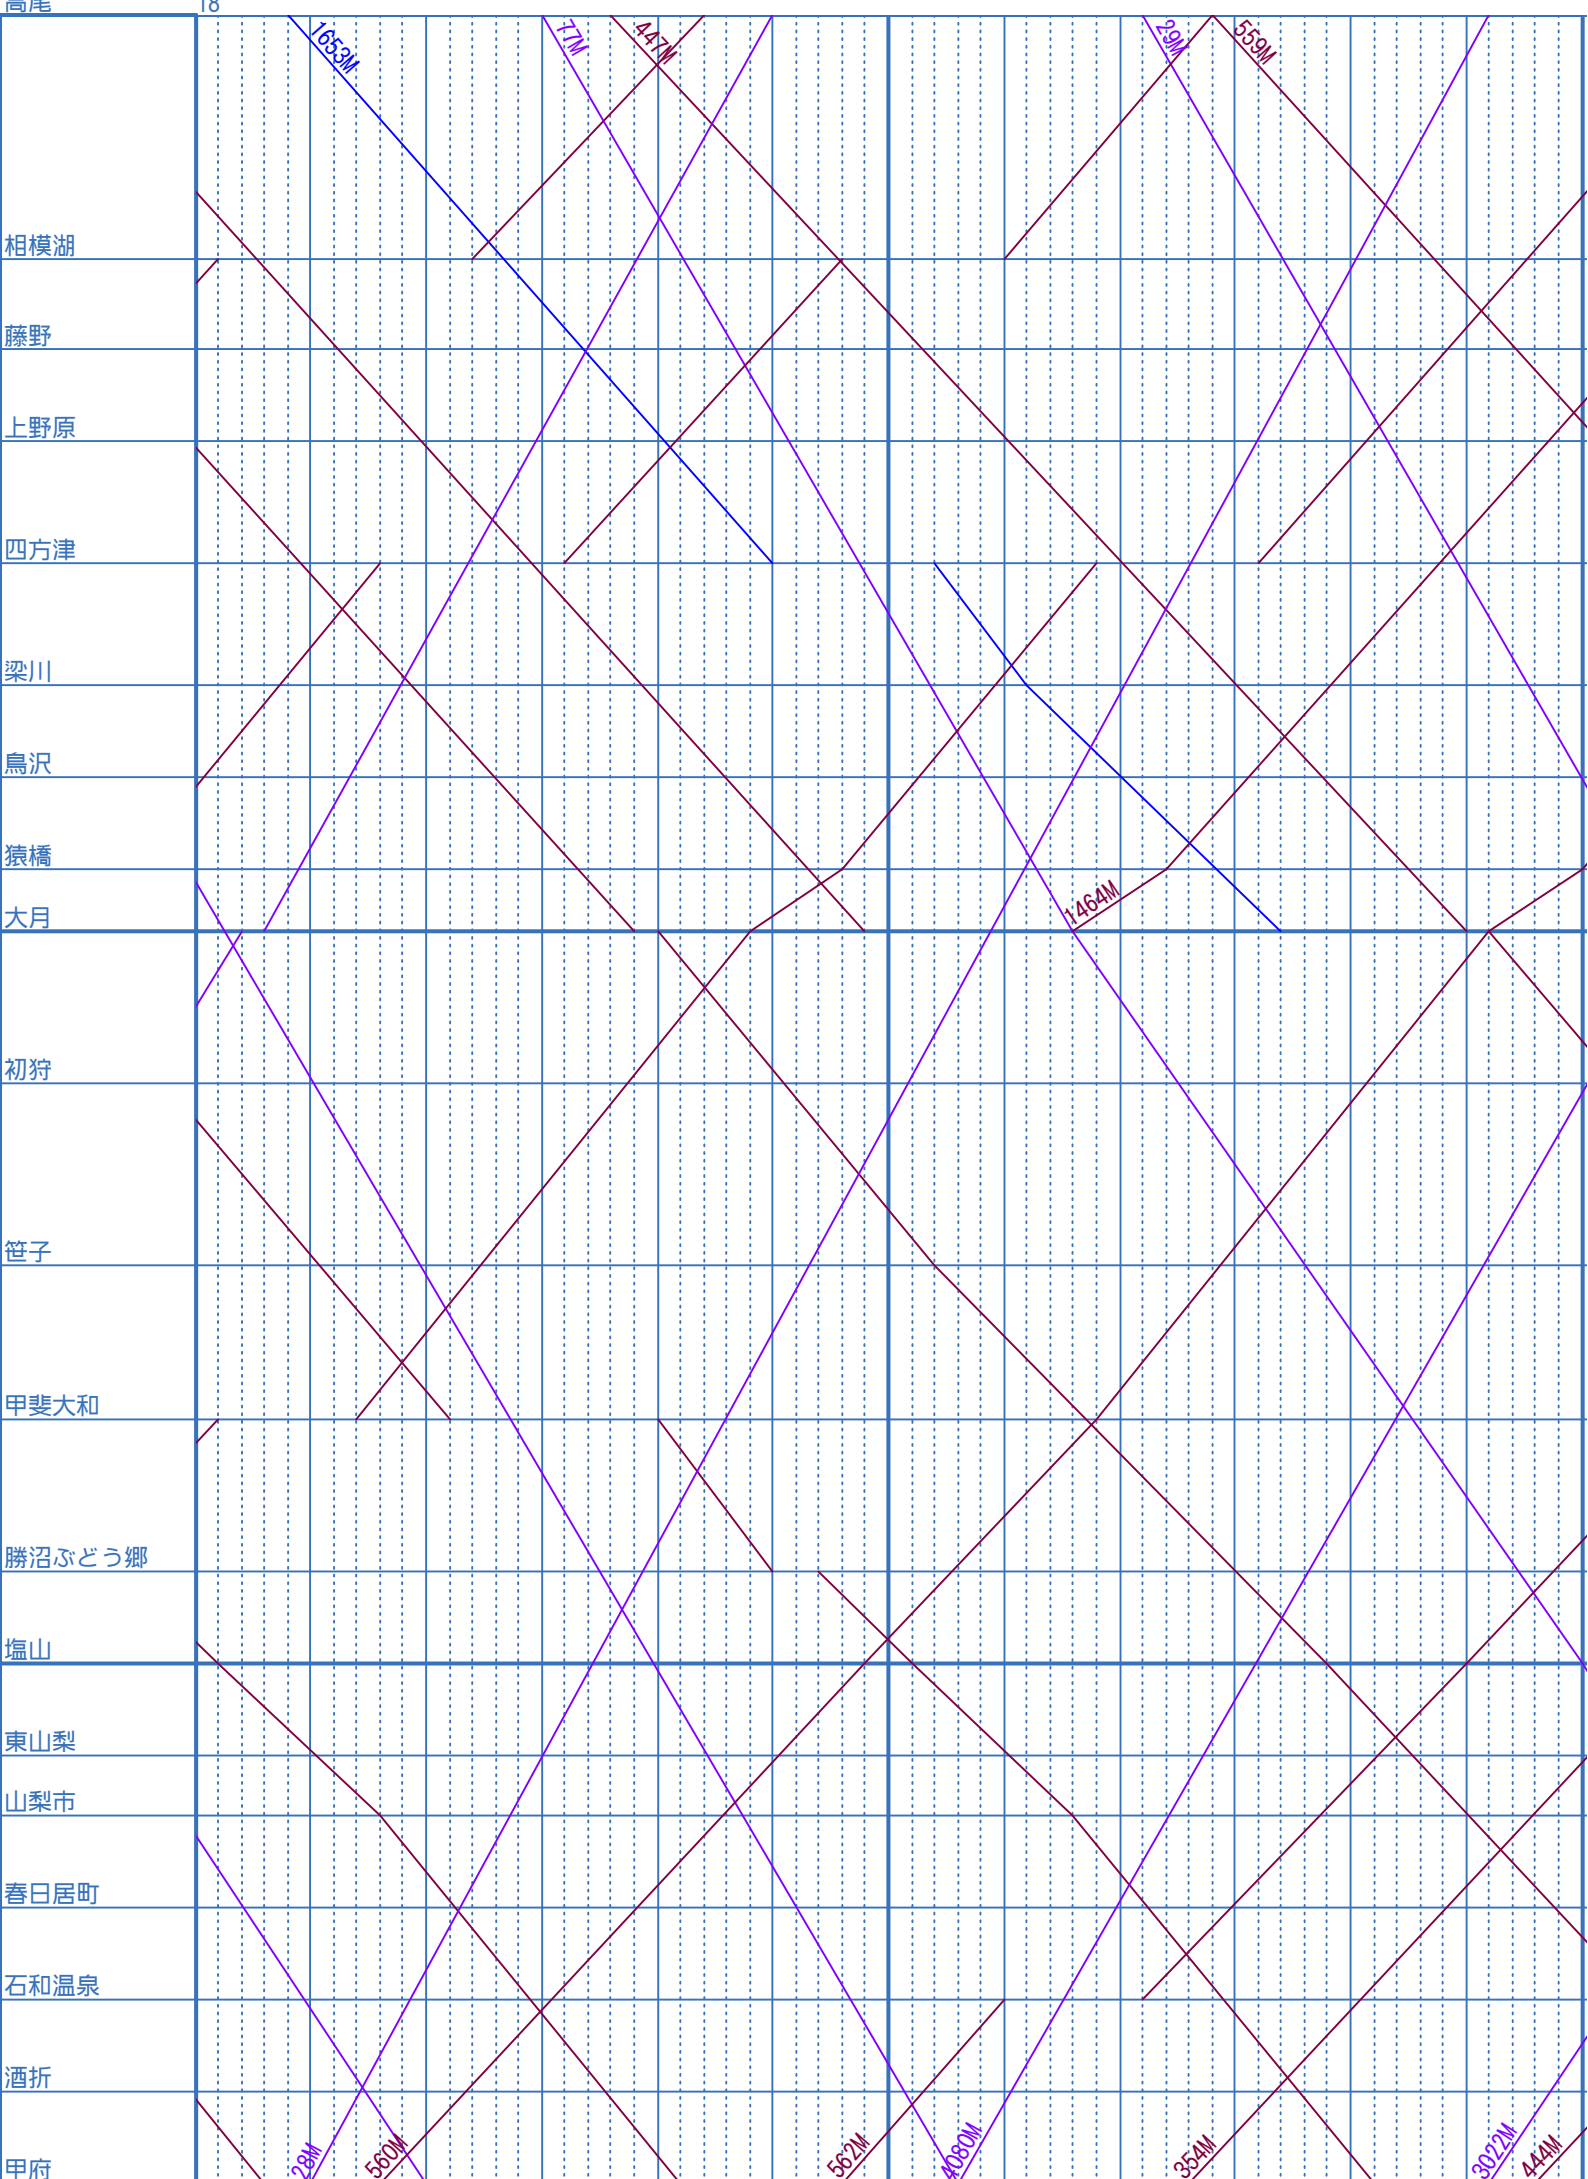 高尾
18
1653M
77M
447M
29M
559M
相模湖
藤野
上野原
四方津
梁川
鳥沢
猿橋
大月
1464M
初狩
笹子
甲斐大和
勝沼ぶどう郷
塩山
東山梨
山梨市
春日居町
石和温泉
酒折
甲府
28M
560M
562M
4080M
354M
3022M
444M